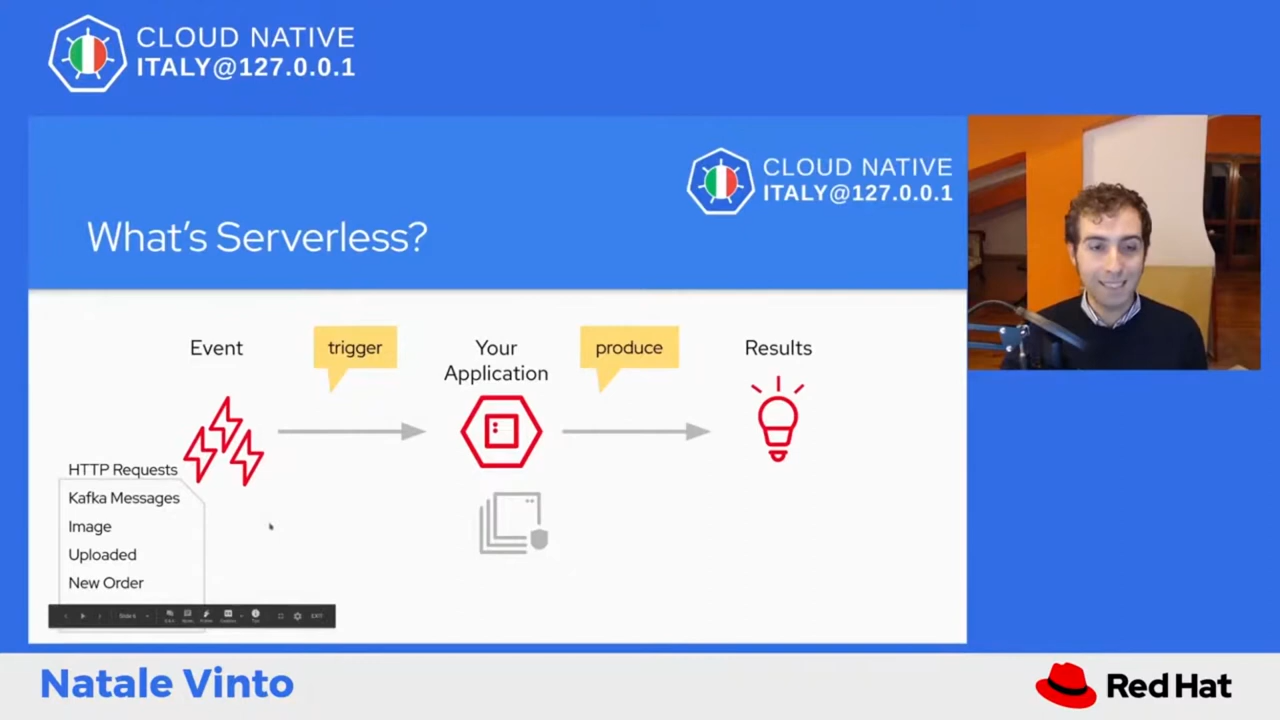 CLOUD NATIVE
ITALY@127.0.0.1
CLOUD NATIVE
ITALY@127.0.0.1
What's Serverless?
Event
trigger
Your
Application
produce
Results
HTTP Requests
Kafka Messages
Image
Uploaded
New Order
EXIT
Natale Vinto
Red Hat